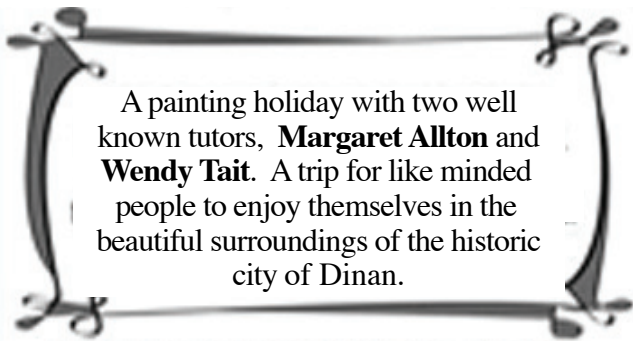 A painting holiday with two well
known tutors, Margaret Allton and
Wendy Tait. A trip for like minded
people to enjoy themselves in the
beautiful surroundings of the historic
city of Dinan.